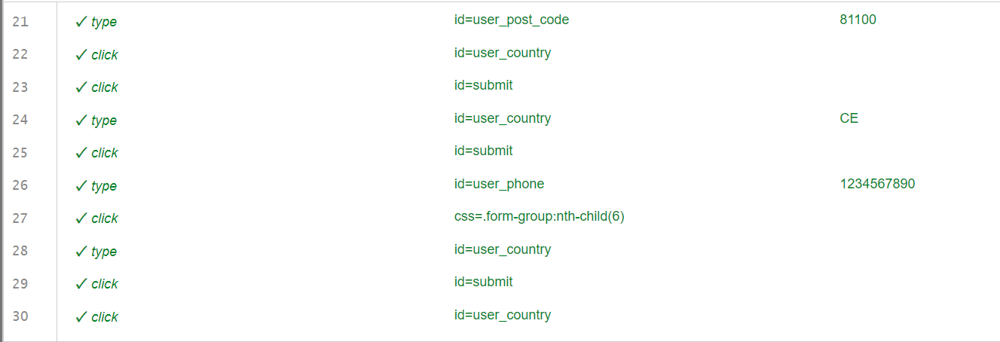 21 ✓ type id=user_post_code 81100
22 ✓ click id=user_country
23 ✓ click id=submit
24 ✓ type id=user_country CE
25 ✓ click id=submit
26 ✓ type id=user_phone 1234567890
27 ✓ click css=.form-group:nth-child(6)
28 ✓ type id=user_country
29 ✓ click id=submit
30 ✓ click id=user_country